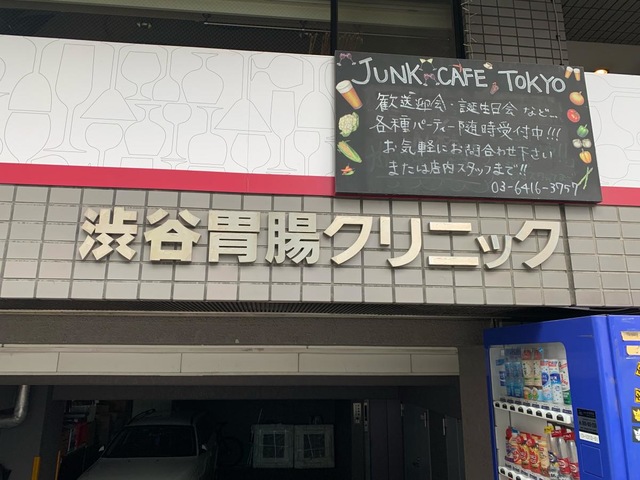 JUNK CAFE TOKYO
歓送迎会・誕生日会 など…
各種パーティー随時受付中!!!
お気軽にお問合わせ下さい
または店内スタッフまで!!
03-6416-3757
渋谷胃腸クリニック